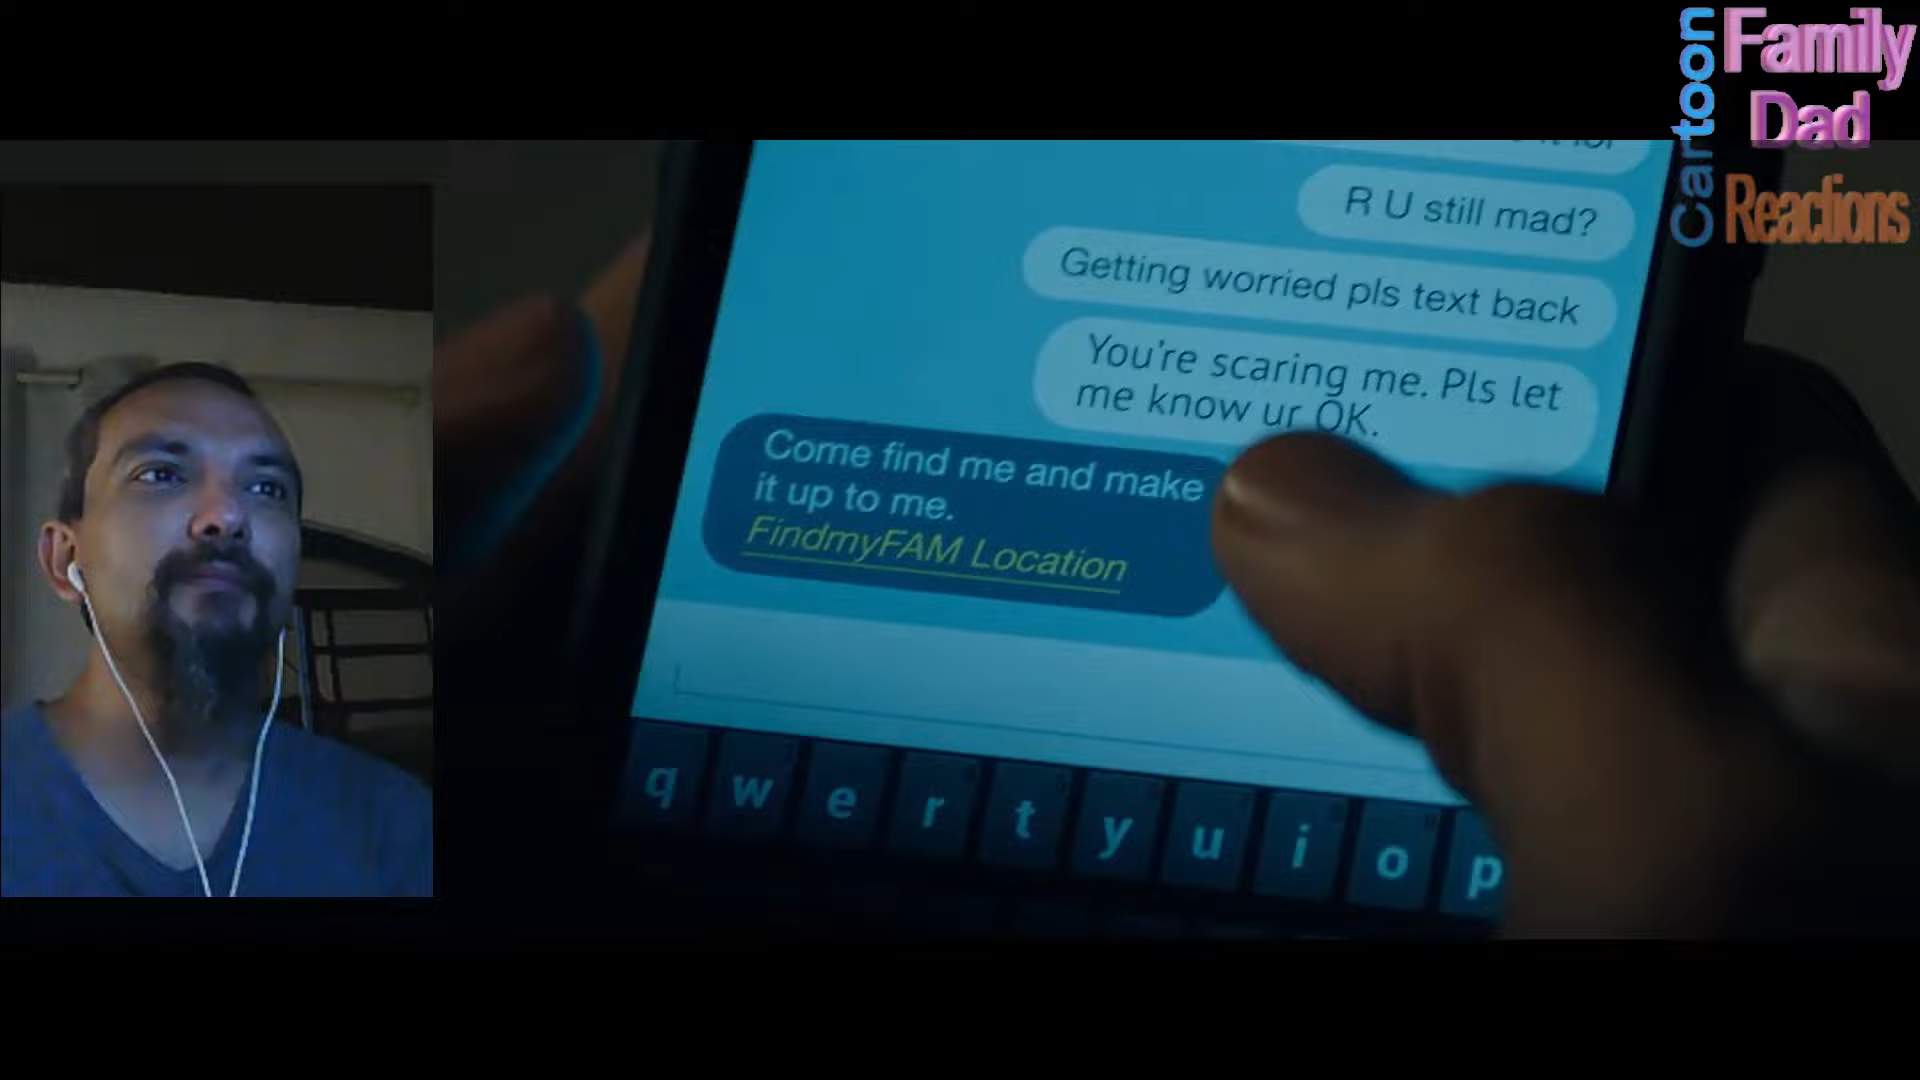 Cartoon
Family
Dad
Reactions
R U still mad?
Getting worried pls text back
You're scaring me. Pls let
me know ur OK.
Come find me and make
it up to me.
FindmyFAM Location
q w e r t y u i o p